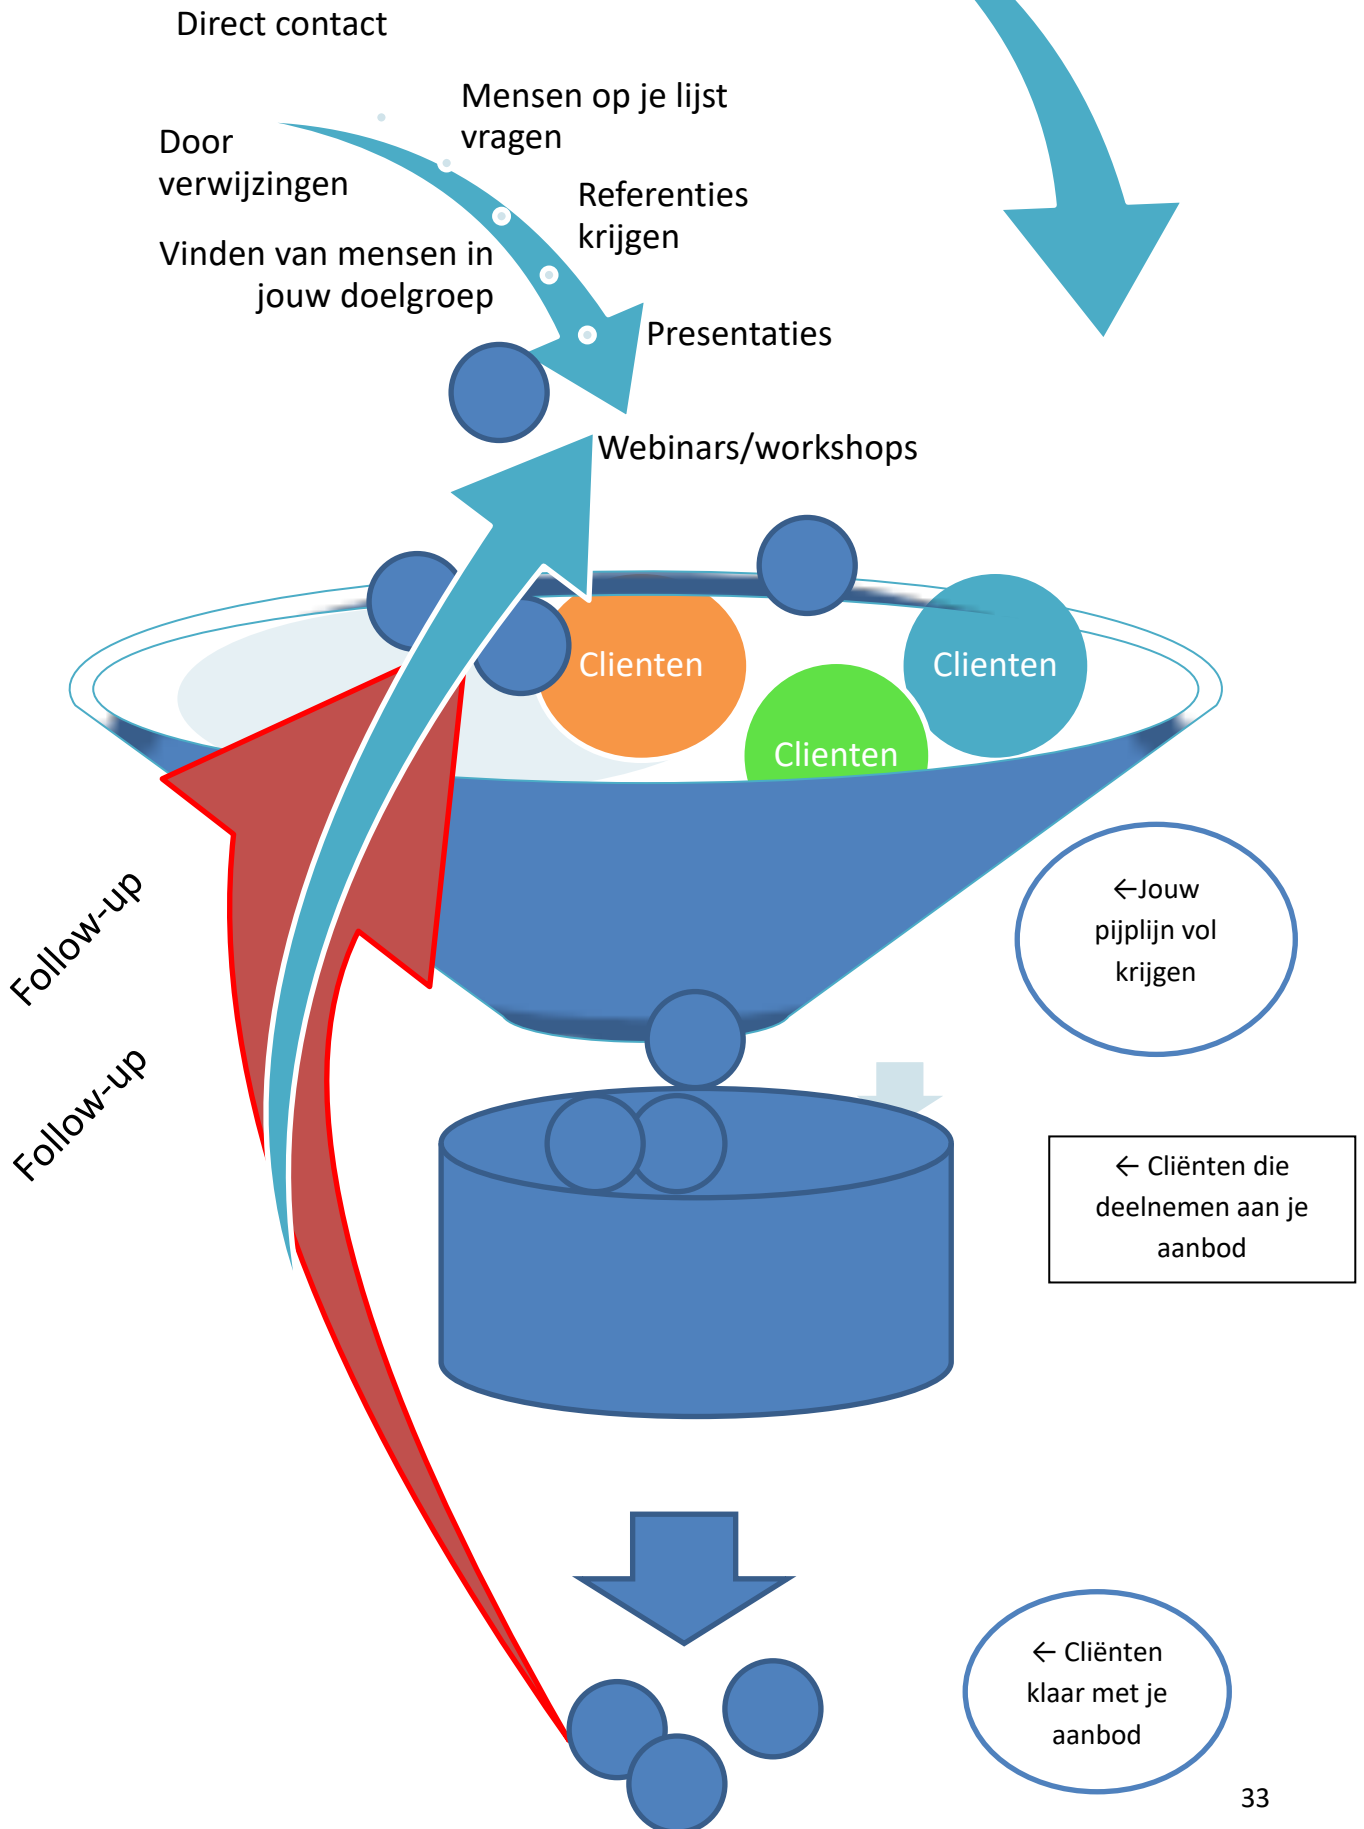 Direct contact
Mensen op je lijst
vragen
Door
verwijzingen
Referenties
krijgen
Vinden van mensen in
jouw doelgroep
Presentaties
Webinars/workshops
Clienten
Clienten
Clienten
Follow-up
←Jouw
pijplijn vol
krijgen
Follow-up
← Cliënten die
deelnemen aan je
aanbod
← Cliënten
klaar met je
aanbod
33